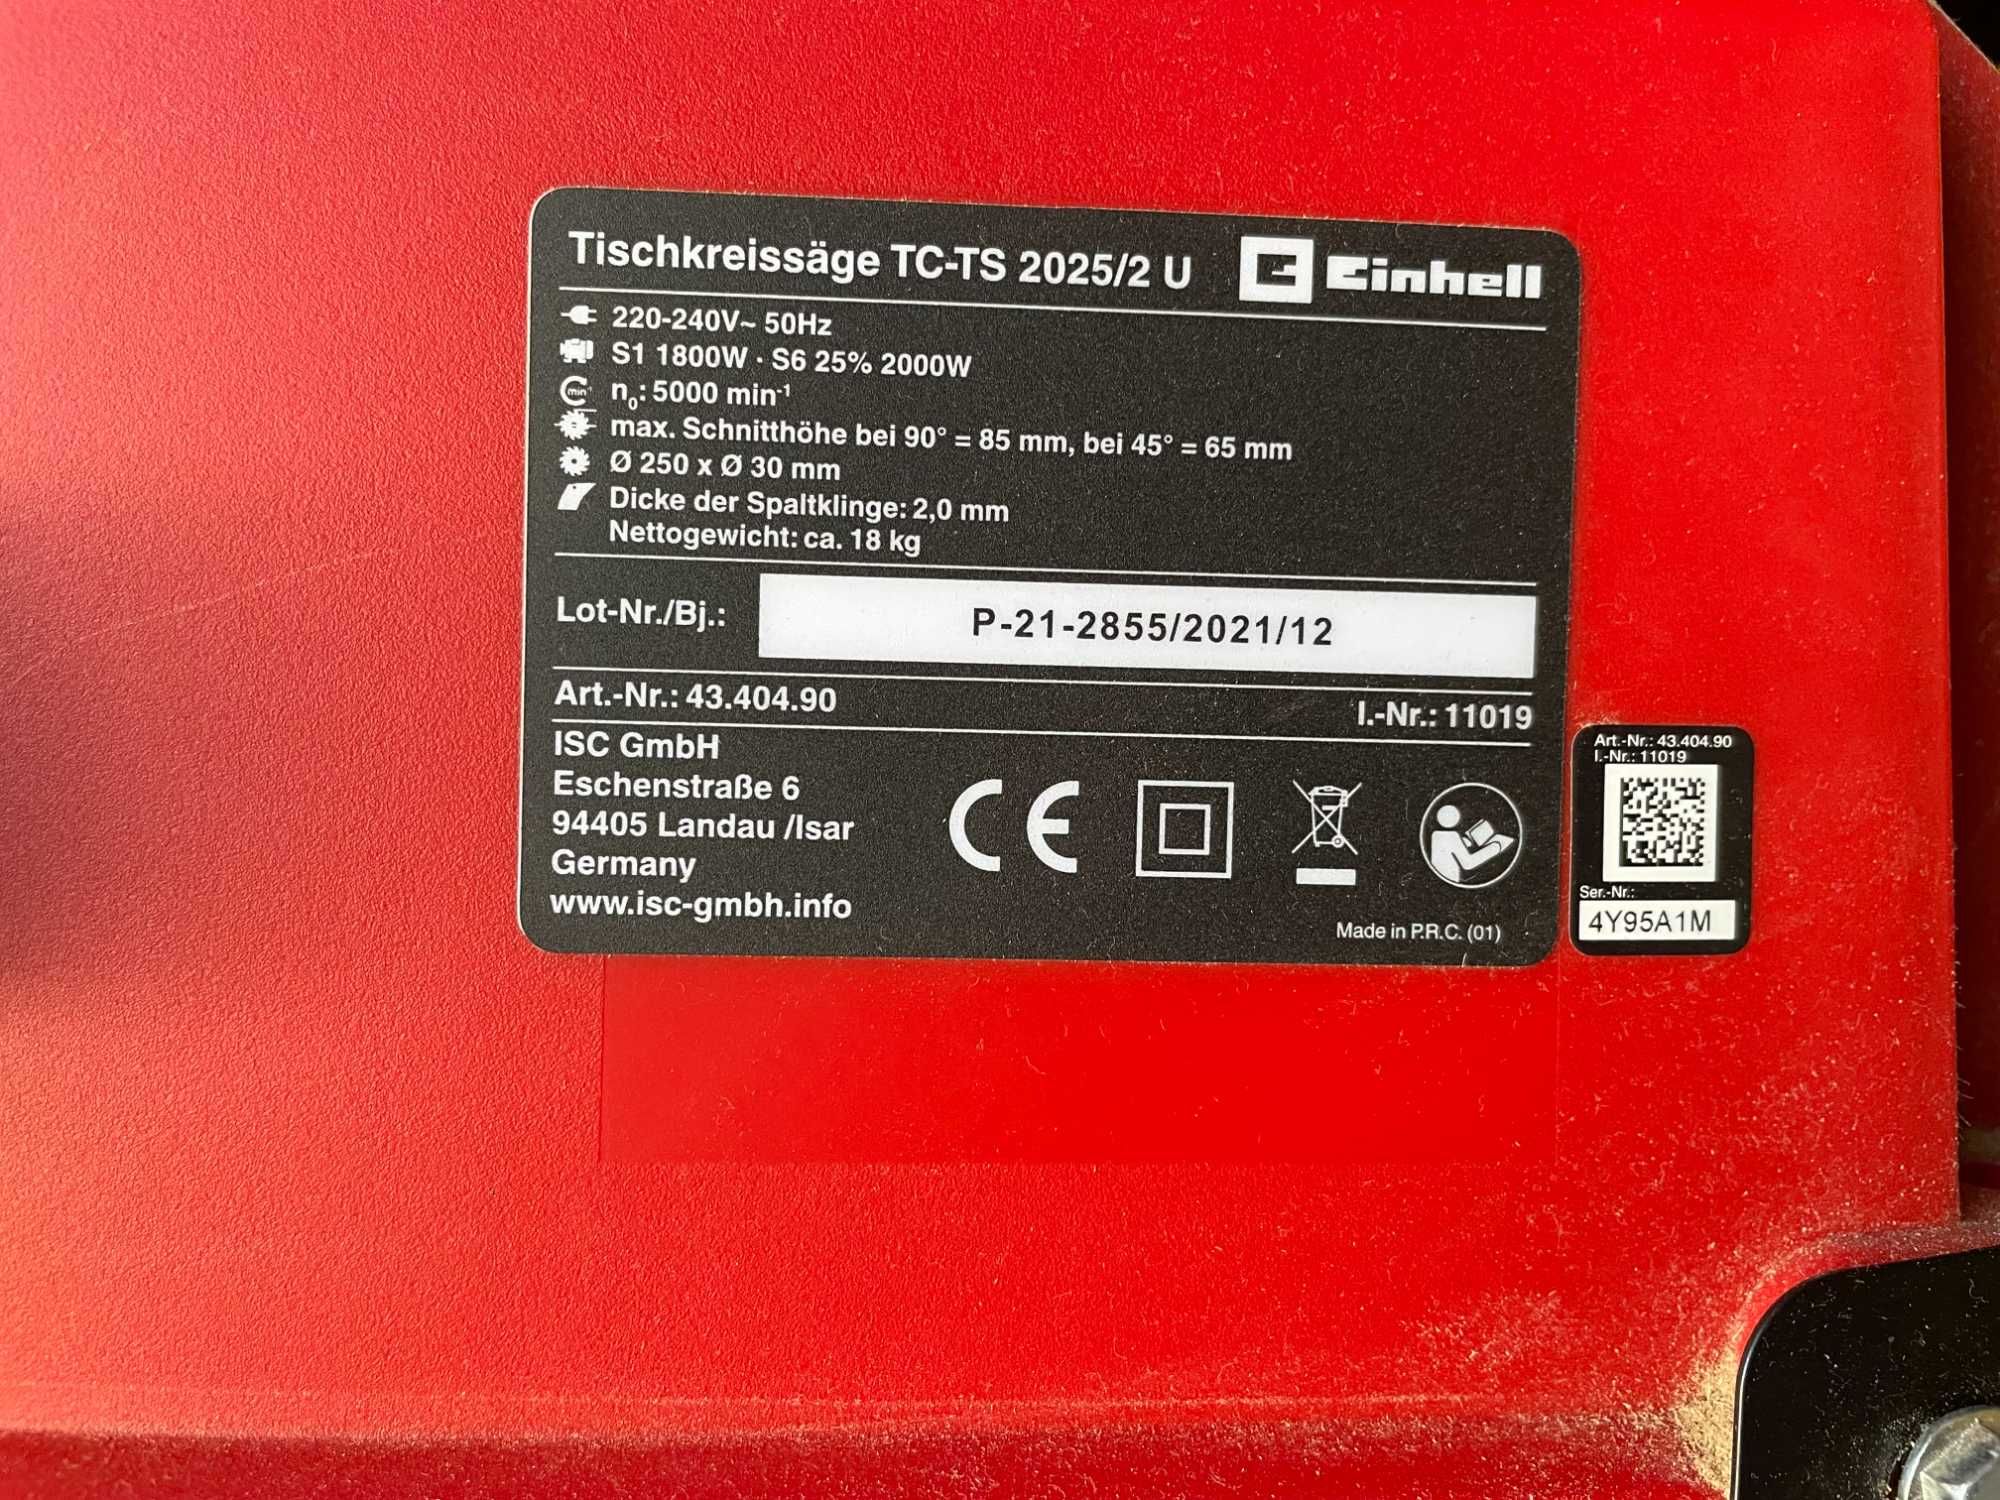 Tischkreissäge TC-TS 2025/2 U
Einhell
220-240V~ 50Hz
S1 1800W · S6 25% 2000W
min⁻¹
n₀: 5000 min⁻¹
max. Schnitthöhe bei 90° = 85 mm, bei 45° = 65 mm
Ø 250 x Ø 30 mm
Dicke der Spaltklinge: 2,0 mm
Nettogewicht: ca. 18 kg
Lot-Nr./Bj.: P-21-2855/2021/12
Art.-Nr.: 43.404.90 I.-Nr.: 11019
ISC GmbH
Eschenstraße 6
94405 Landau /Isar
Germany
www.isc-gmbh.info
CE
Made in P.R.C. (01)
Art.-Nr.: 43.404.90
I.-Nr.: 11019
Ser.-Nr.:
4Y95A1M